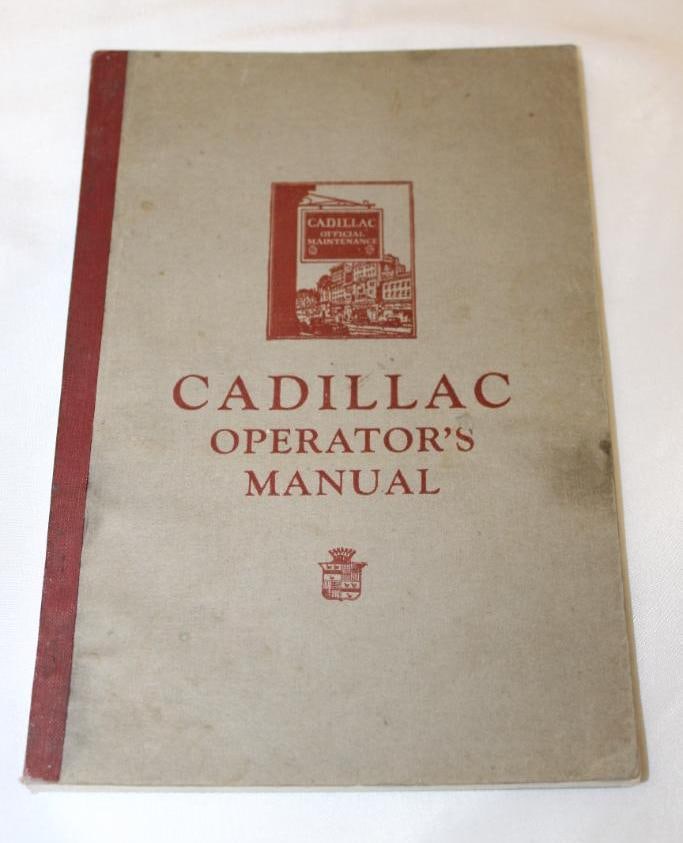 CADILLAC
OFFICIAL
MAINTENANCE
CADILLAC
OPERATOR'S
MANUAL